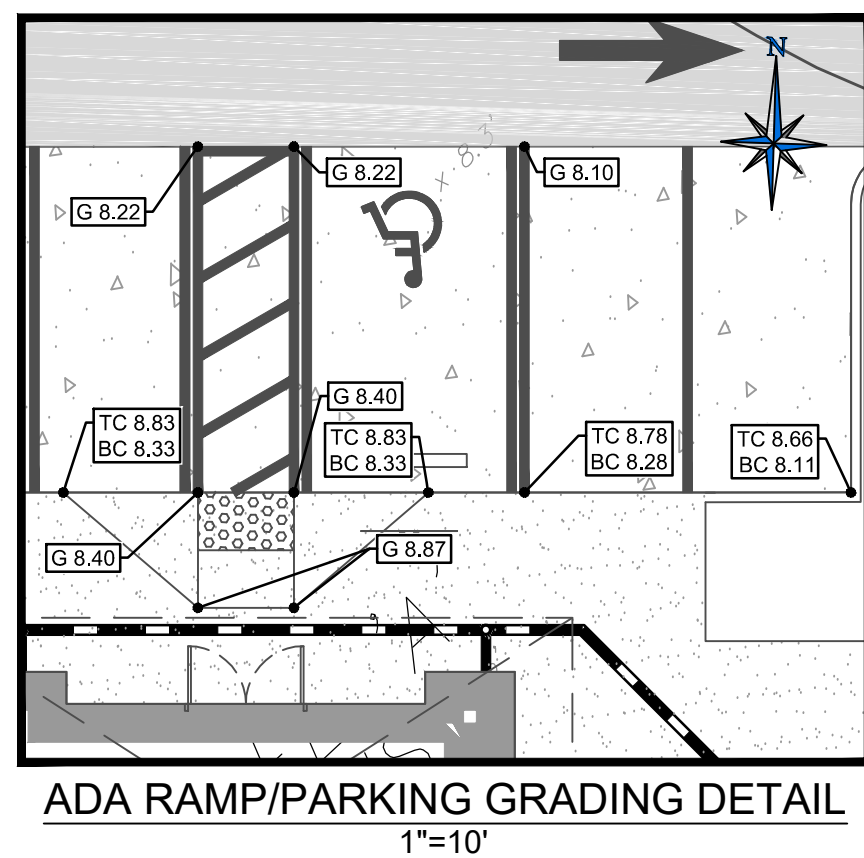 N
x 8.3'
G 8.22
G 8.10
G 8.22
G 8.40
TC 8.83
BC 8.33
TC 8.83
BC 8.33
TC 8.78
BC 8.28
TC 8.66
BC 8.11
G 8.40
G 8.87
ADA RAMP/PARKING GRADING DETAIL
1"=10'